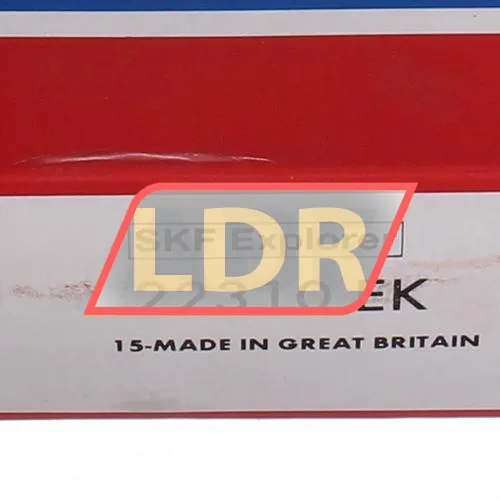 LDR
SKF Explorer
22310 EK
15-MADE IN GREAT BRITAIN